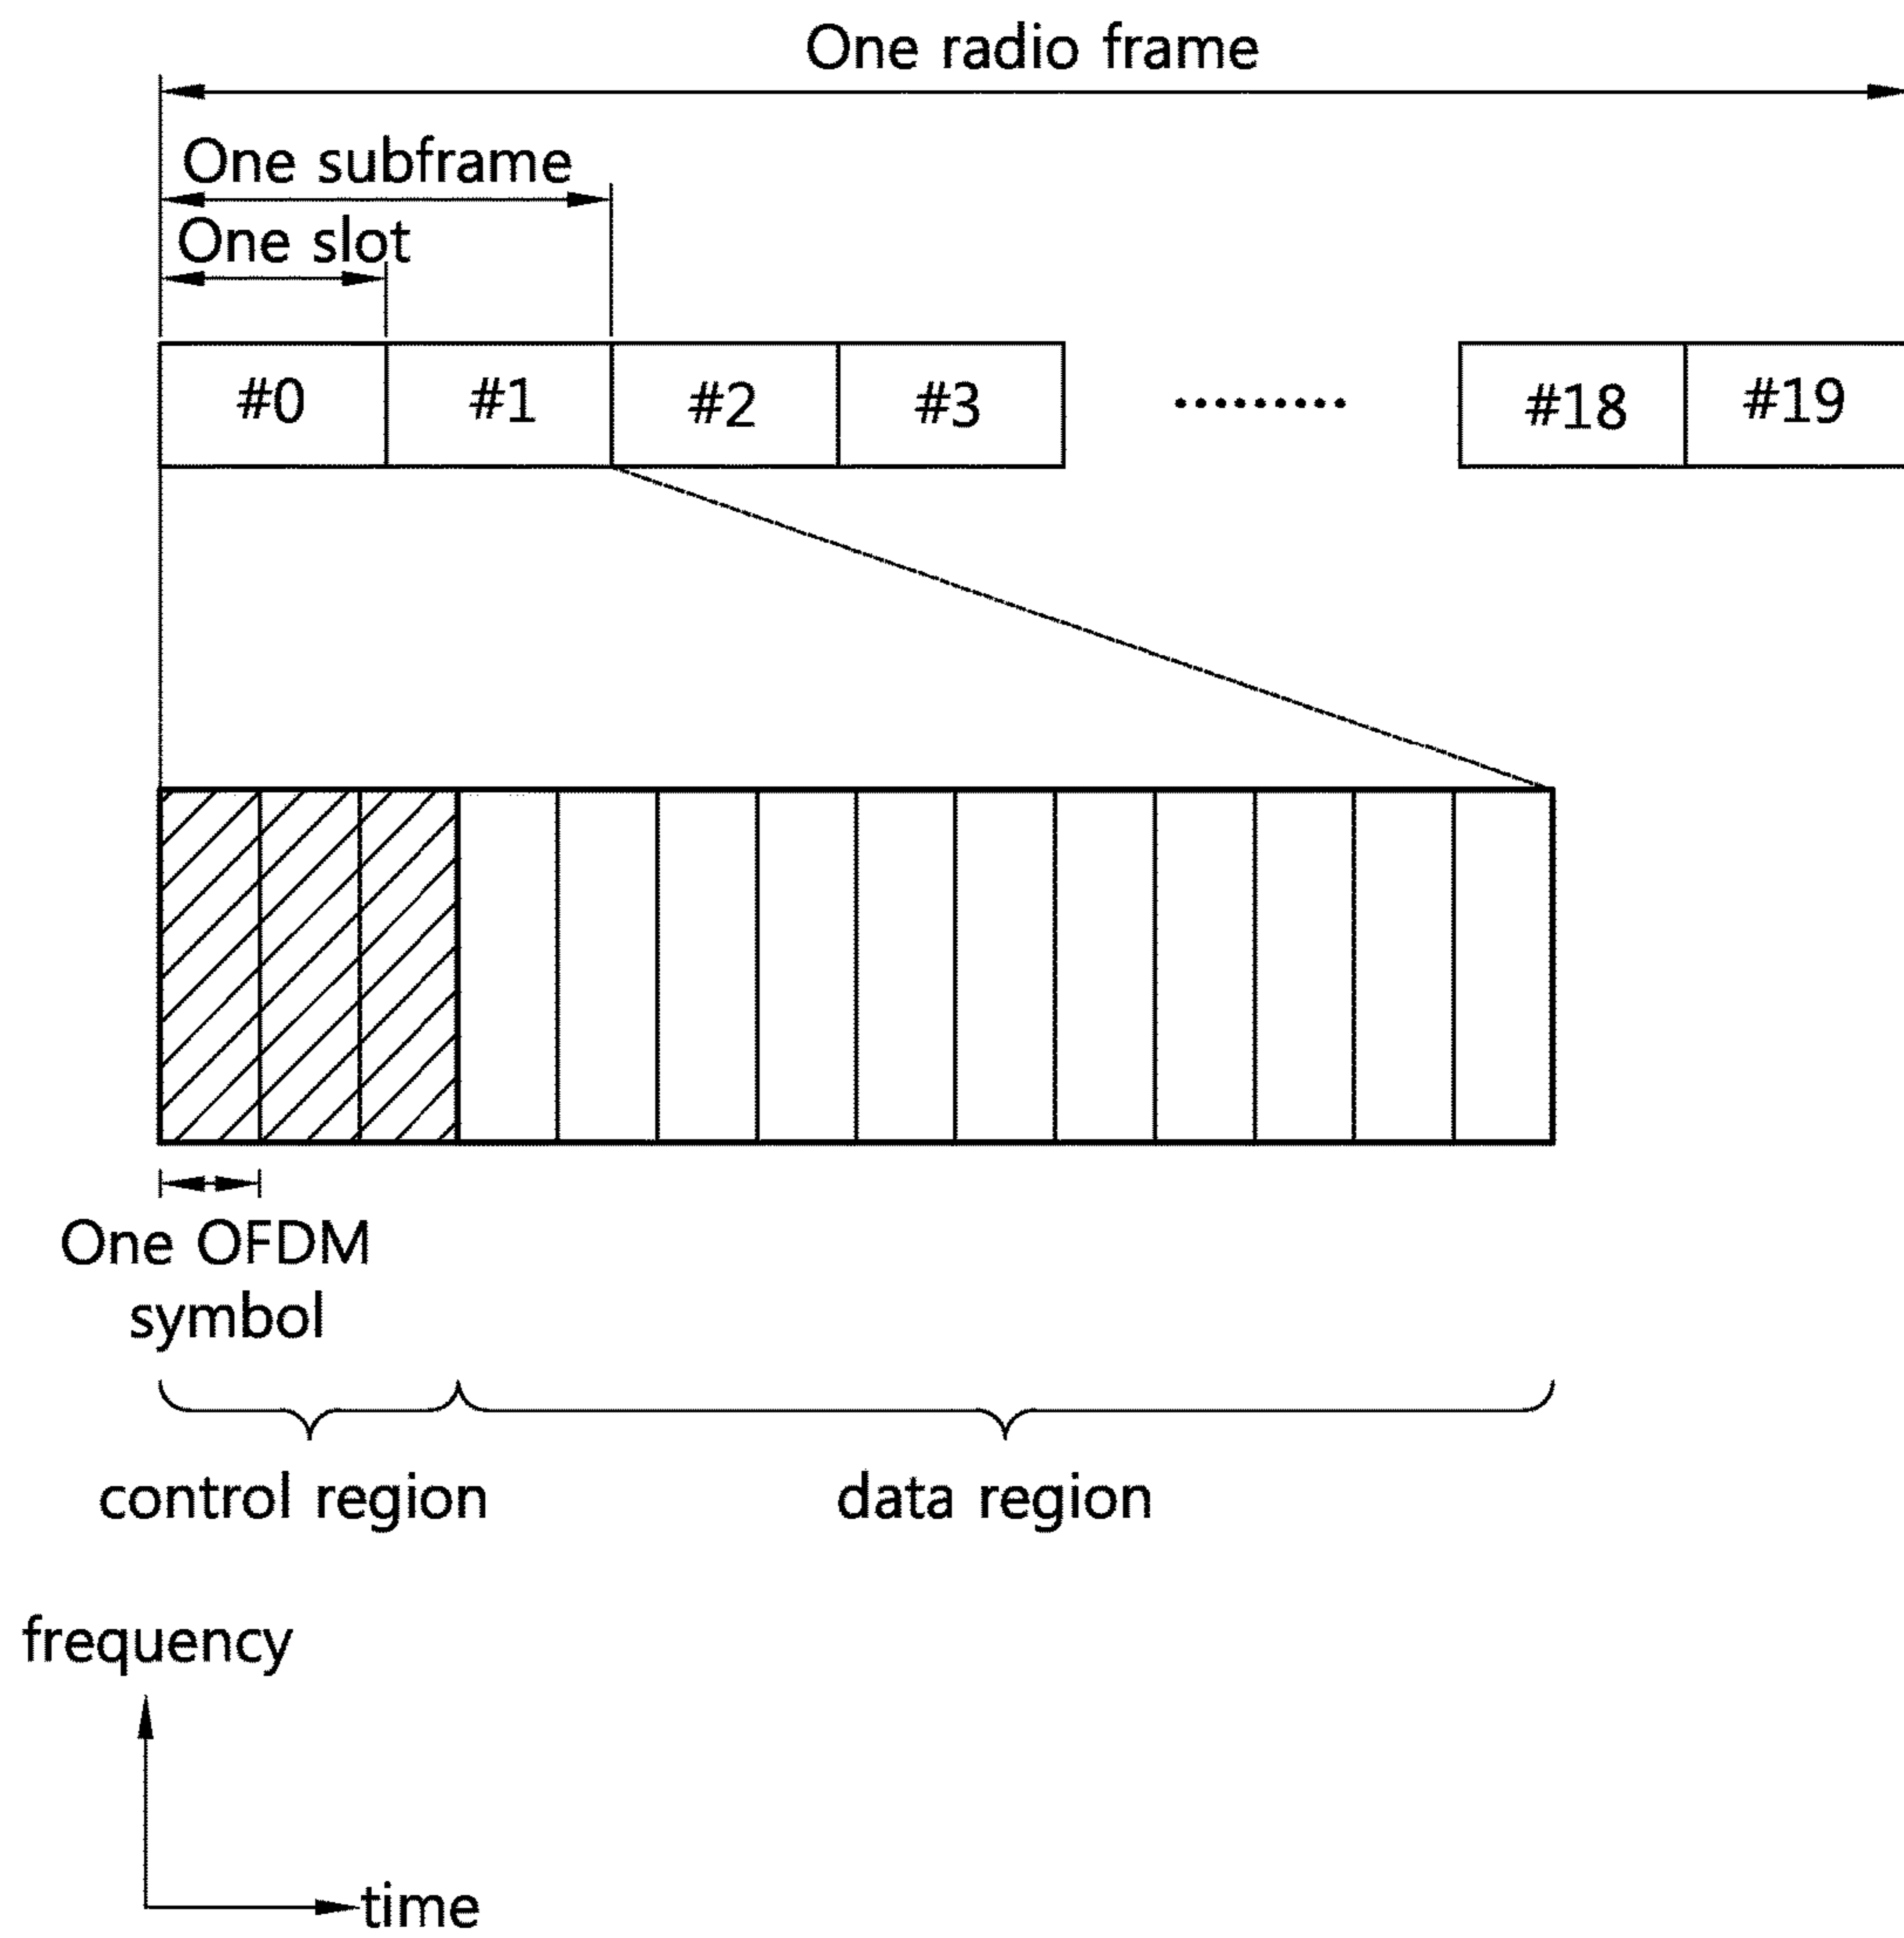 One radio frame
One subframe
One slot
#0 #1 #2 #3 ......... #18 #19
One OFDM
symbol
control region data region
frequency
time